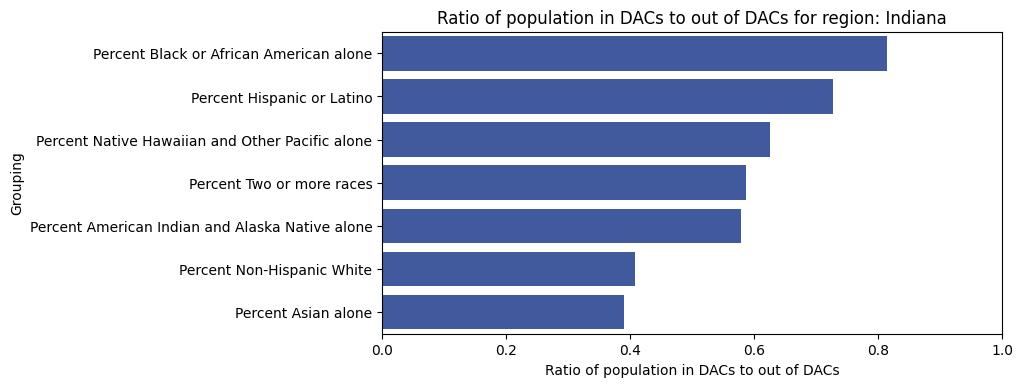 Ratio of population in DACs to out of DACs for region: Indiana
Grouping
Percent Black or African American alone
Percent Hispanic or Latino
Percent Native Hawaiian and Other Pacific alone
Percent Two or more races
Percent American Indian and Alaska Native alone
Percent Non-Hispanic White
Percent Asian alone
0.0 0.2 0.4 0.6 0.8 1.0
Ratio of population in DACs to out of DACs